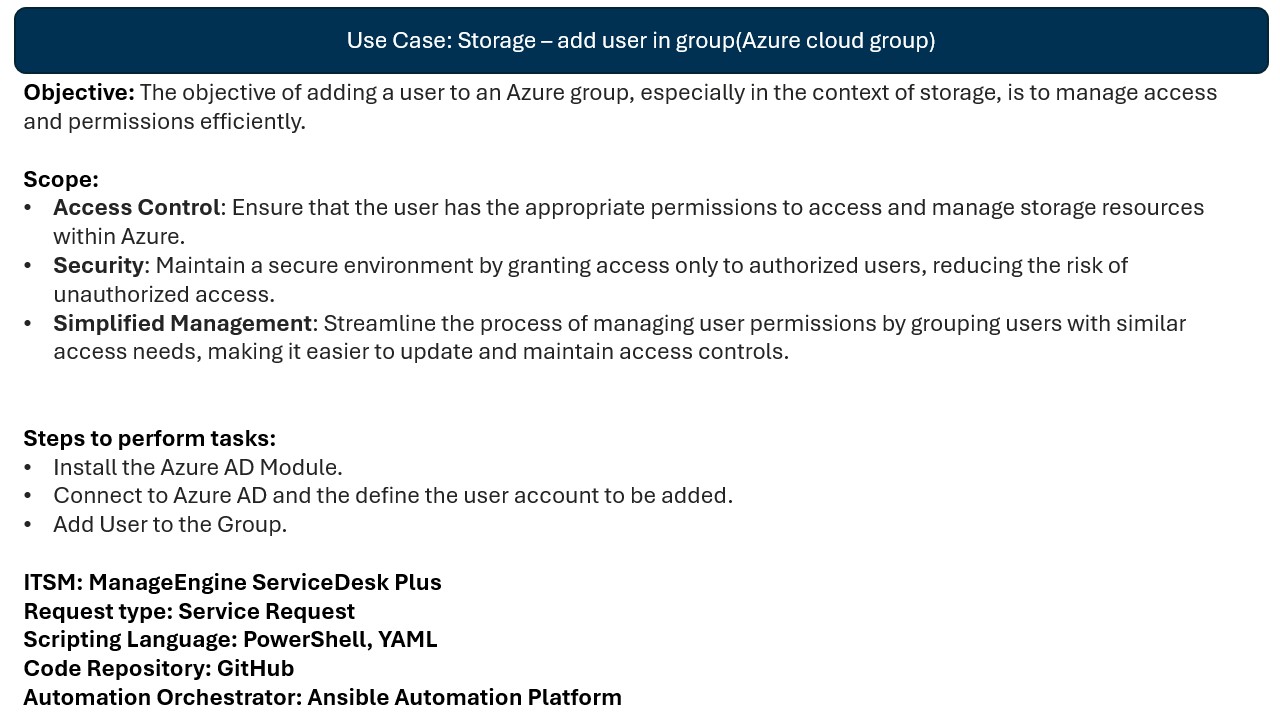 Use Case: Storage – add user in group(Azure cloud group)
Objective: The objective of adding a user to an Azure group, especially in the context of storage, is to manage access
and permissions efficiently.
Scope:
• Access Control: Ensure that the user has the appropriate permissions to access and manage storage resources
within Azure.
• Security: Maintain a secure environment by granting access only to authorized users, reducing the risk of
unauthorized access.
• Simplified Management: Streamline the process of managing user permissions by grouping users with similar
access needs, making it easier to update and maintain access controls.
Steps to perform tasks:
• Install the Azure AD Module.
• Connect to Azure AD and the define the user account to be added.
• Add User to the Group.
ITSM: ManageEngine ServiceDesk Plus
Request type: Service Request
Scripting Language: PowerShell, YAML
Code Repository: GitHub
Automation Orchestrator: Ansible Automation Platform